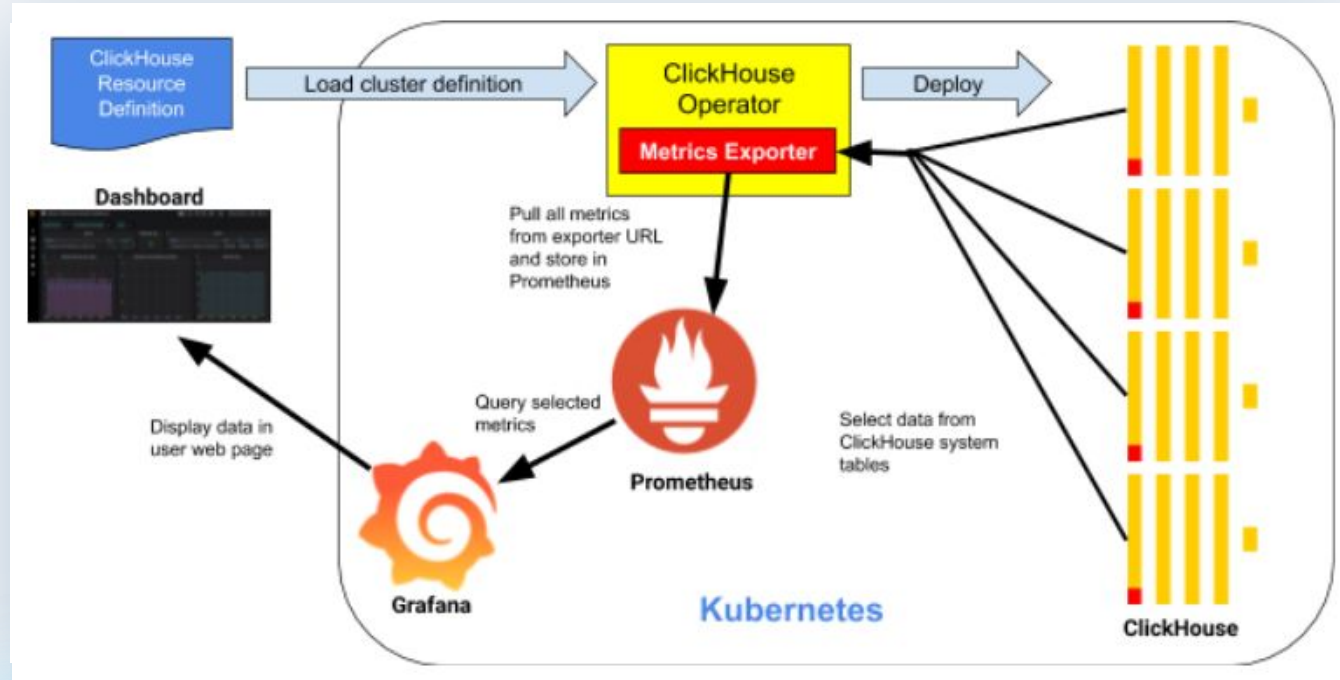 ClickHouse
Resource
Definition
Load cluster definition
ClickHouse
Operator
Metrics Exporter
Deploy
Dashboard
Pull all metrics
from exporter URL
and store in
Prometheus
Display data in
user web page
Query selected
metrics
Prometheus
Select data from
ClickHouse system
tables
Grafana
Kubernetes
ClickHouse